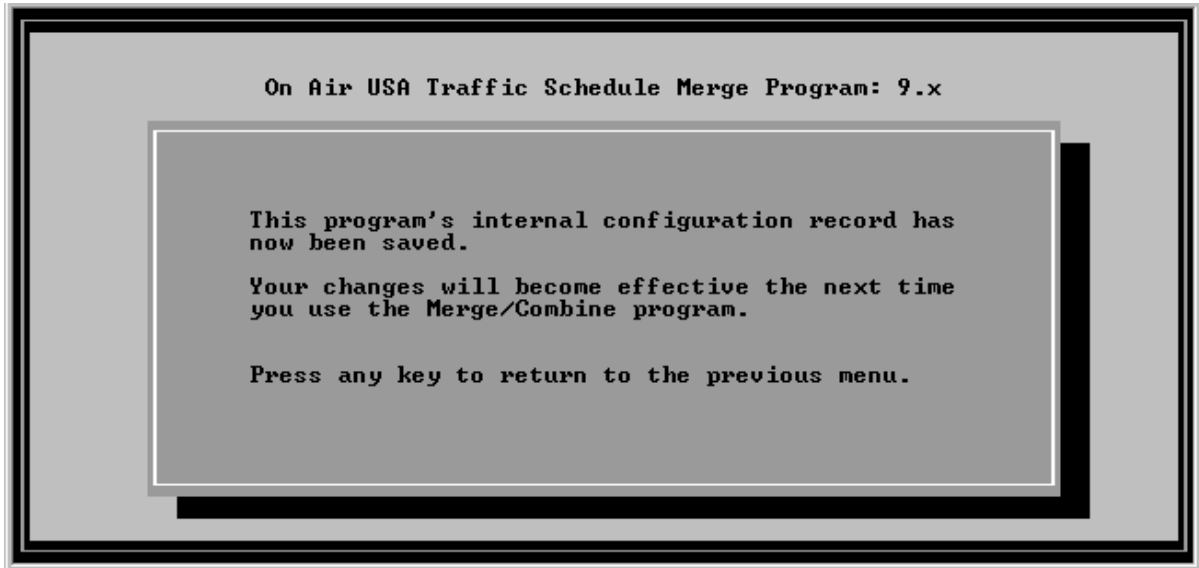 On Air USA Traffic Schedule Merge Program: 9.x
This program's internal configuration record has
now been saved.
Your changes will become effective the next time
you use the Merge/Combine program.
Press any key to return to the previous menu.